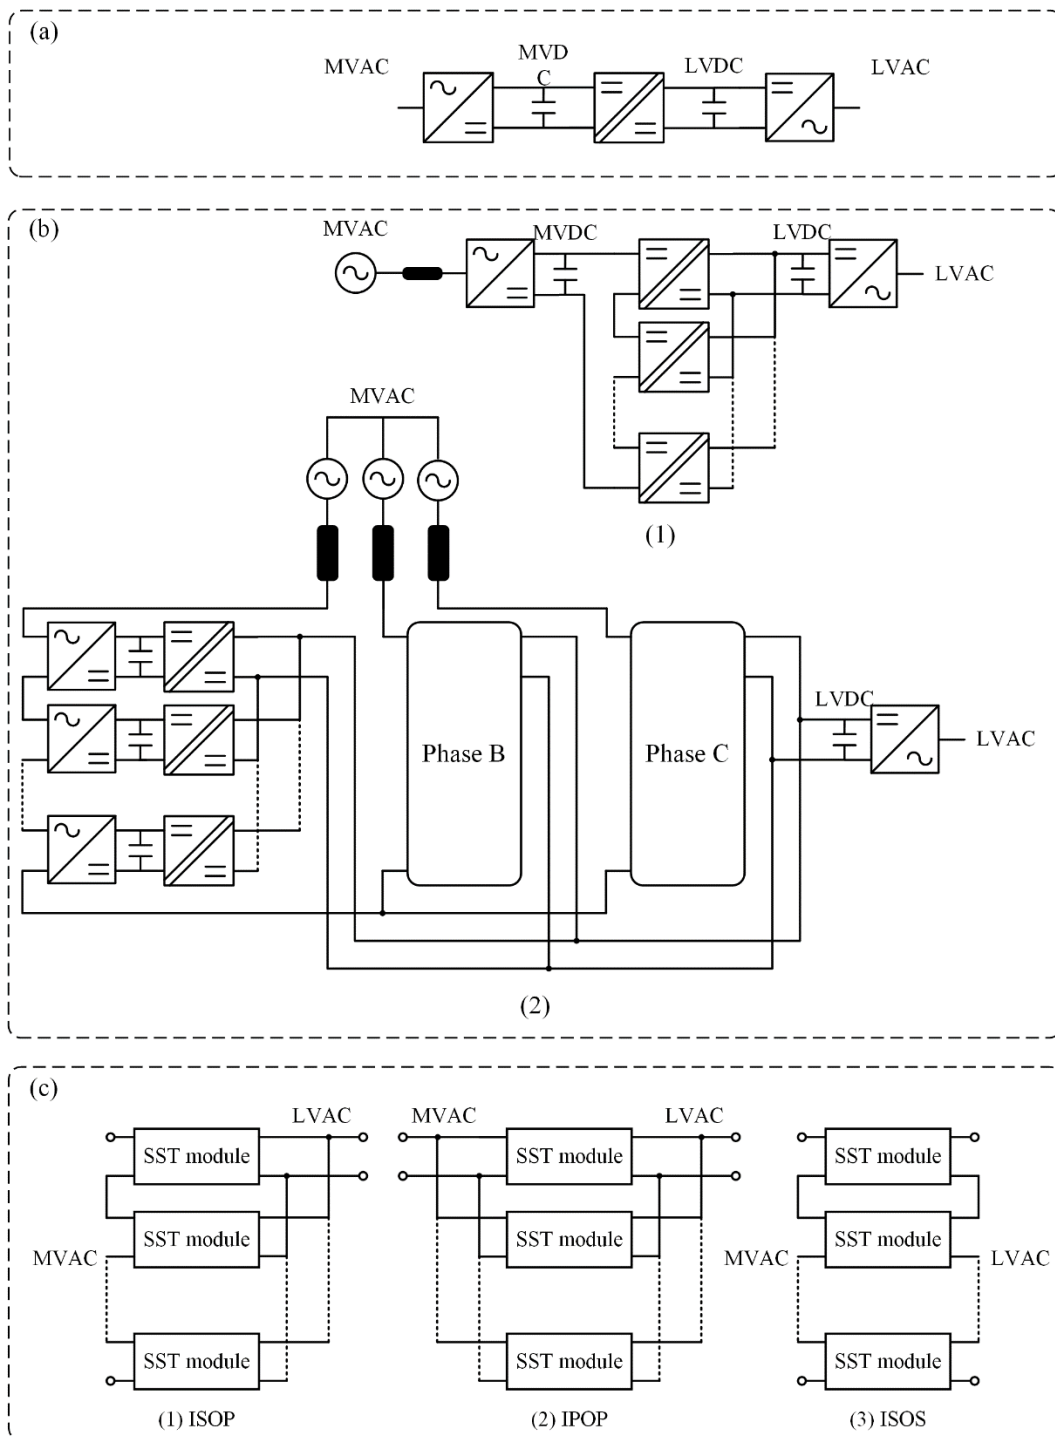 (a)
MVAC
MVD
C
LVDC
LVAC
(b)
MVAC
MVDC
LVDC
LVAC
(1)
MVAC
Phase B
Phase C
LVDC
LVAC
(2)
(c)
LVAC
MVAC
LVAC
SST module
SST module
SST module
SST module
SST module
SST module
MVAC
MVAC
LVAC
SST module
SST module
SST module
(1) ISOP
(2) IPOP
(3) ISOS